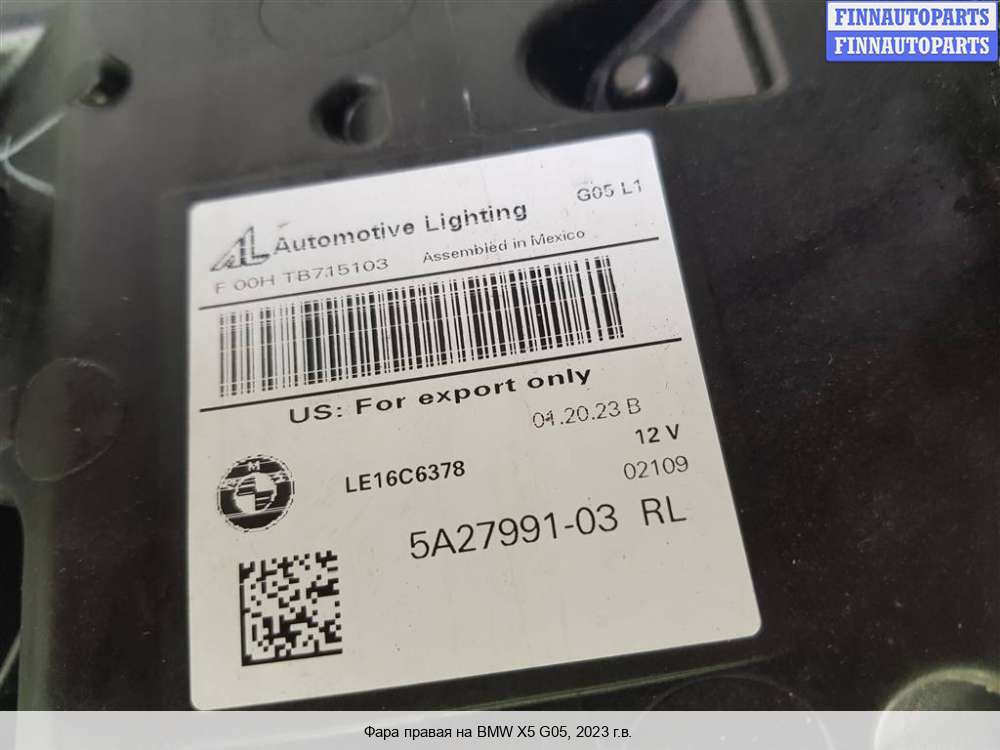 FINNAUTOPARTS
FINNAUTOPARTS
G05 L1
AL Automotive Lighting
F 00H TB715103 Assembled in Mexico
US: For export only
04.20.23 B
12 V
LE16C6378
02109
5A27991-03 RL
Фара правая на BMW X5 G05, 2023 г.в.